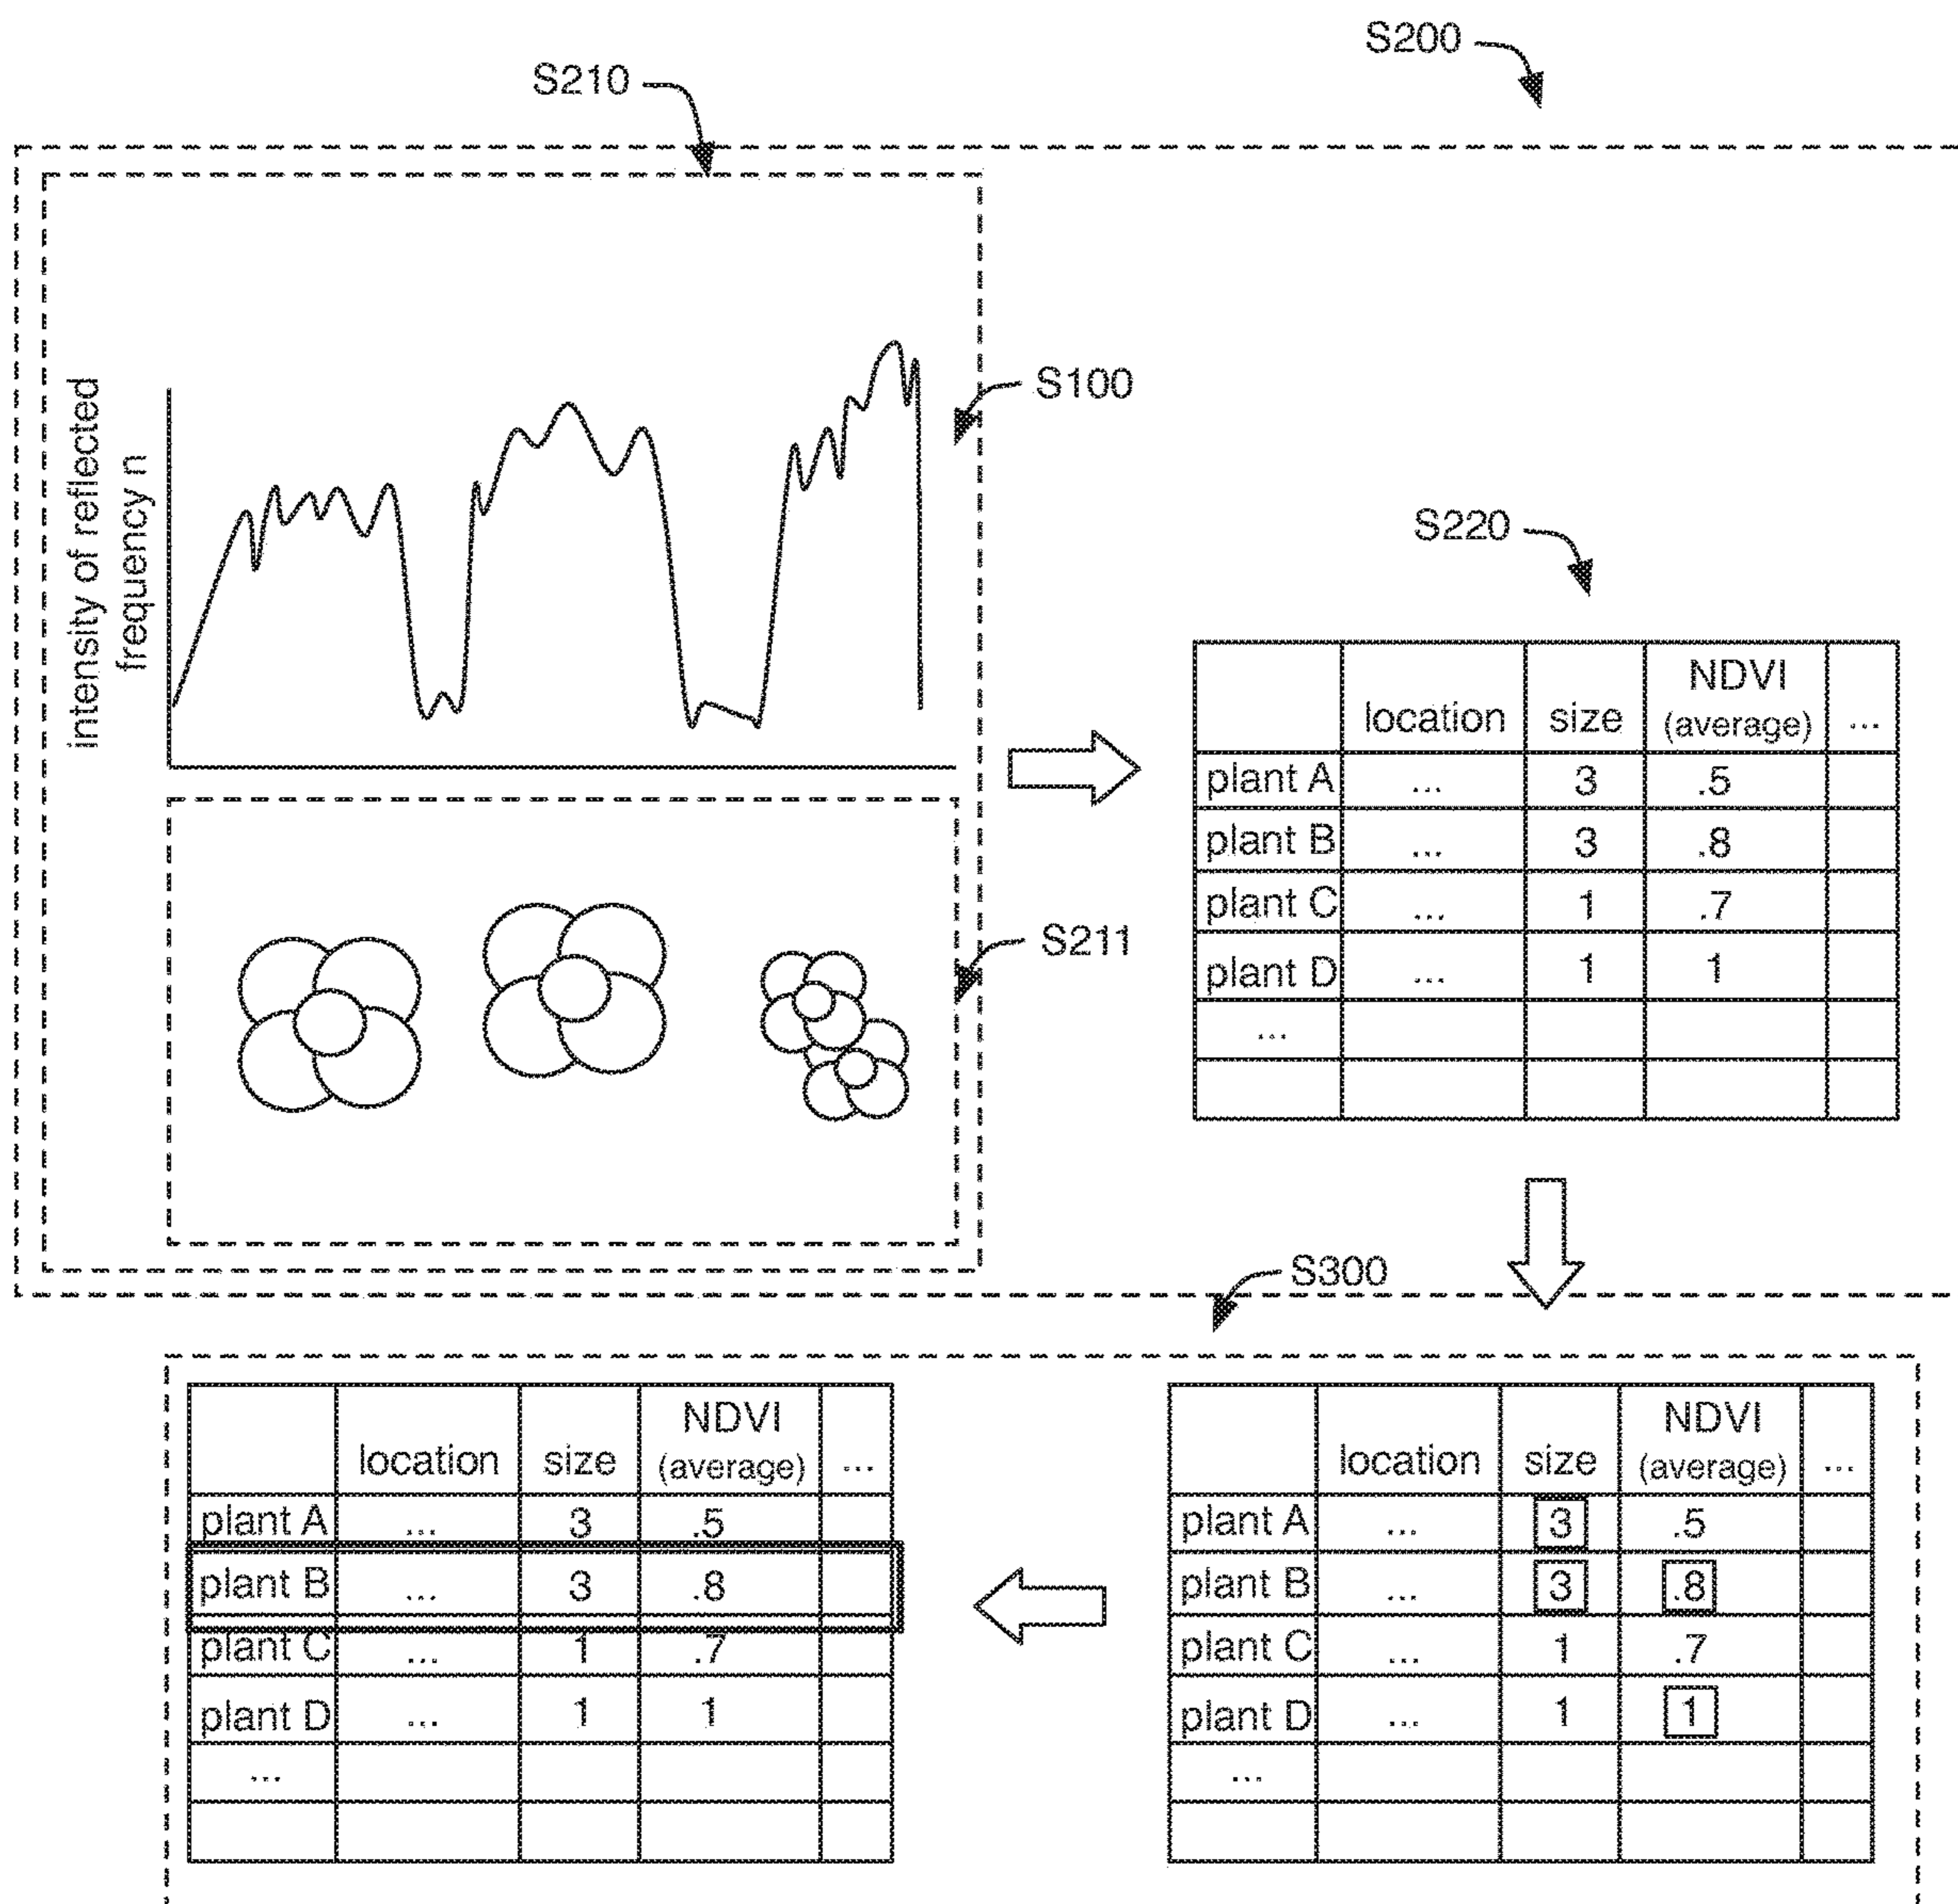 S200
S210
intensity of reflected
frequency n
S100
S220
NDVI
location size (average) ...
plant A ... 3 .5
plant B ... 3 .8
plant C ... 1 .7
plant D ... 1 1
...
S211
S300
NDVI
location size (average) ...
plant A ... 3 .5
plant B ... 3 .8
plant C ... 1 .7
plant D ... 1 1
...
NDVI
location size (average) ...
plant A ... 3 .5
plant B ... 3 .8
plant C ... 1 .7
plant D ... 1 1
...